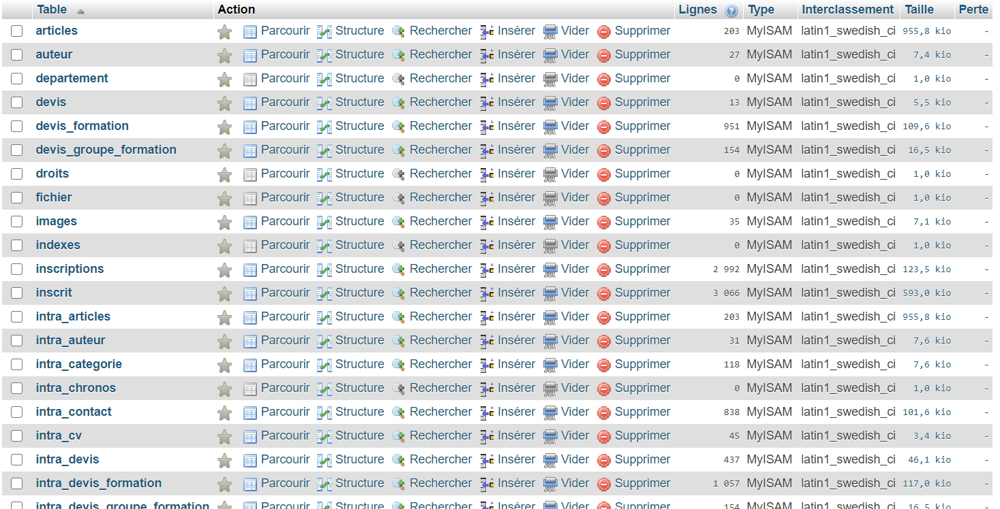 Table Action Lignes Type Interclassement Taille Perte
articles Parcourir Structure Rechercher Insérer Vider Supprimer 203 MyISAM latin1_swedish_ci 955,8 kio -
auteur Parcourir Structure Rechercher Insérer Vider Supprimer 27 MyISAM latin1_swedish_ci 7,4 kio -
departement Parcourir Structure Rechercher Insérer Vider Supprimer 0 MyISAM latin1_swedish_ci 1,0 kio -
devis Parcourir Structure Rechercher Insérer Vider Supprimer 13 MyISAM latin1_swedish_ci 5,5 kio -
devis_formation Parcourir Structure Rechercher Insérer Vider Supprimer 951 MyISAM latin1_swedish_ci 109,6 kio -
devis_groupe_formation Parcourir Structure Rechercher Insérer Vider Supprimer 154 MyISAM latin1_swedish_ci 16,5 kio -
droits Parcourir Structure Rechercher Insérer Vider Supprimer 0 MyISAM latin1_swedish_ci 1,0 kio -
fichier Parcourir Structure Rechercher Insérer Vider Supprimer 0 MyISAM latin1_swedish_ci 1,0 kio -
images Parcourir Structure Rechercher Insérer Vider Supprimer 35 MyISAM latin1_swedish_ci 7,1 kio -
indexes Parcourir Structure Rechercher Insérer Vider Supprimer 0 MyISAM latin1_swedish_ci 1,0 kio -
inscriptions Parcourir Structure Rechercher Insérer Vider Supprimer 2 992 MyISAM latin1_swedish_ci 123,5 kio -
inscrit Parcourir Structure Rechercher Insérer Vider Supprimer 3 066 MyISAM latin1_swedish_ci 593,0 kio -
intra_articles Parcourir Structure Rechercher Insérer Vider Supprimer 203 MyISAM latin1_swedish_ci 955,8 kio -
intra_auteur Parcourir Structure Rechercher Insérer Vider Supprimer 31 MyISAM latin1_swedish_ci 7,6 kio -
intra_categorie Parcourir Structure Rechercher Insérer Vider Supprimer 118 MyISAM latin1_swedish_ci 7,6 kio -
intra_chronos Parcourir Structure Rechercher Insérer Vider Supprimer 0 MyISAM latin1_swedish_ci 1,0 kio -
intra_contact Parcourir Structure Rechercher Insérer Vider Supprimer 838 MyISAM latin1_swedish_ci 101,6 kio -
intra_cv Parcourir Structure Rechercher Insérer Vider Supprimer 45 MyISAM latin1_swedish_ci 3,4 kio -
intra_devis Parcourir Structure Rechercher Insérer Vider Supprimer 437 MyISAM latin1_swedish_ci 46,1 kio -
intra_devis_formation Parcourir Structure Rechercher Insérer Vider Supprimer 1 057 MyISAM latin1_swedish_ci 117,0 kio -
intra_devis_groupe_formation Parcourir Structure Rechercher Insérer Vider Supprimer 154 MyISAM latin1_swedish_ci 16,5 kio -